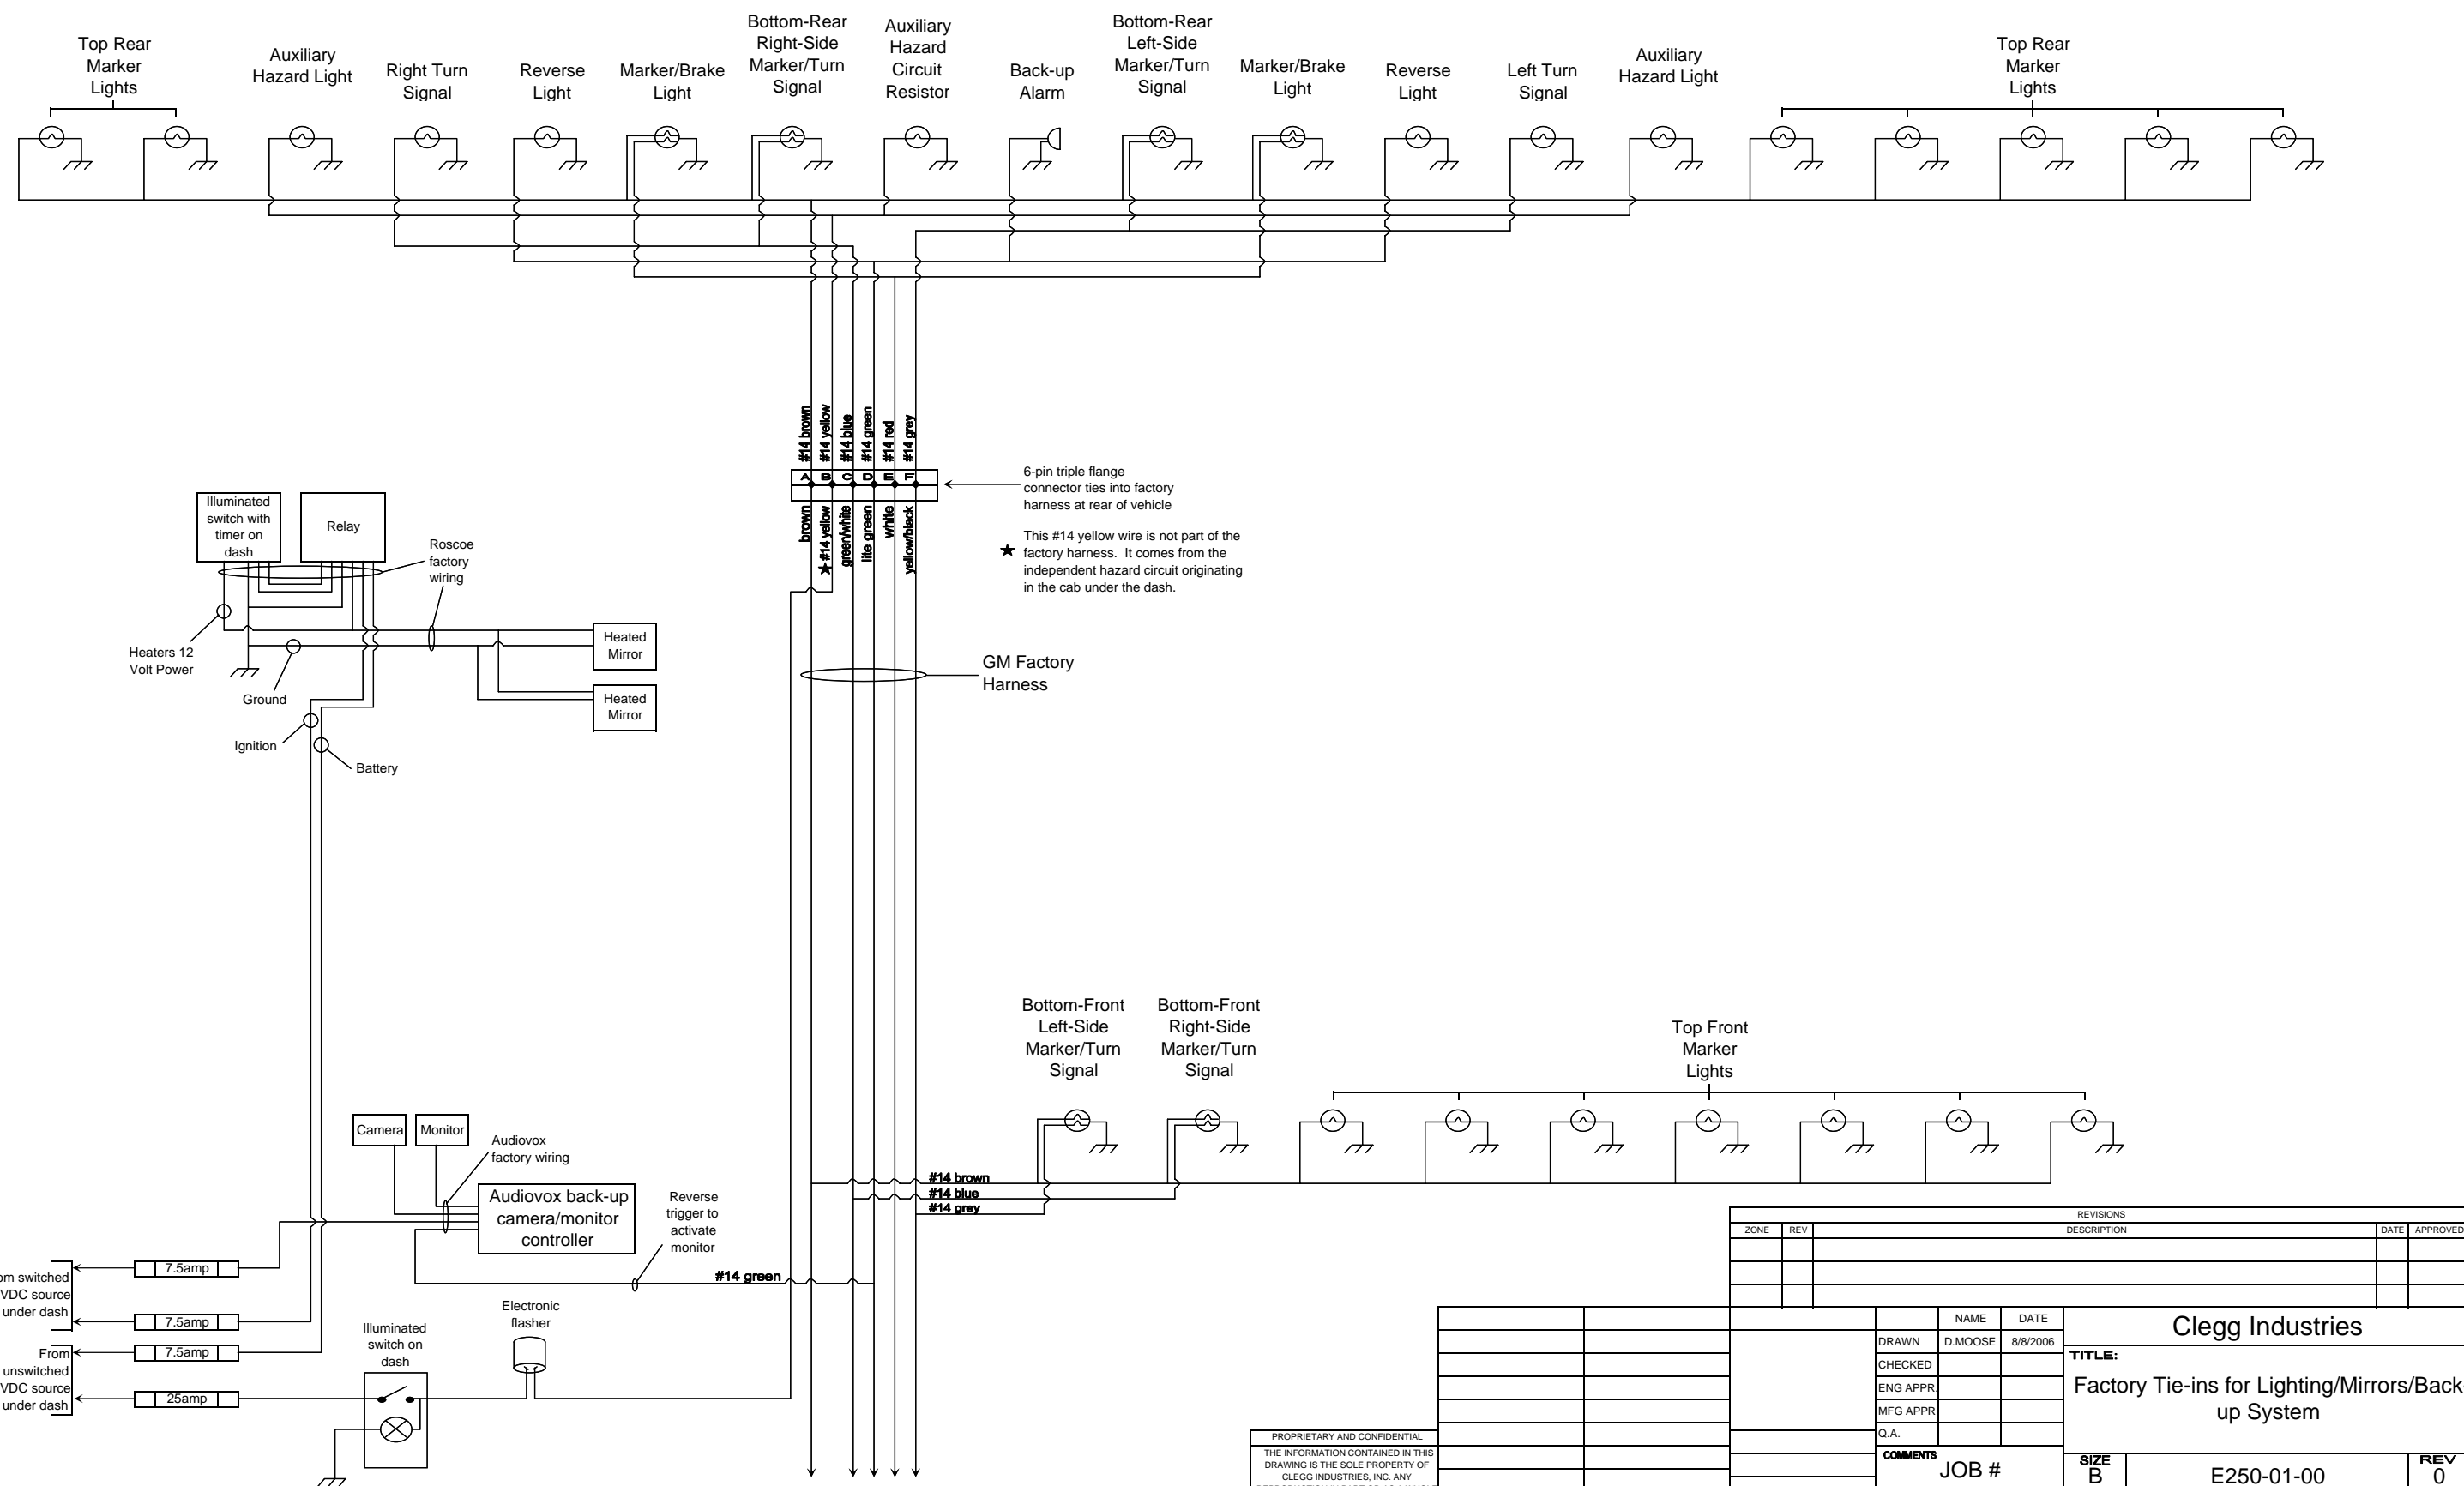 Top Rear
Marker
Lights
Auxiliary
Hazard Light
Right Turn
Signal
Reverse
Light
Marker/Brake
Light
Bottom-Rear
Right-Side
Marker/Turn
Signal
Auxiliary
Hazard
Circuit
Resistor
Back-up
Alarm
Bottom-Rear
Left-Side
Marker/Turn
Signal
Marker/Brake
Light
Reverse
Light
Left Turn
Signal
Auxiliary
Hazard Light
Top Rear
Marker
Lights
#14 brown
#14 yellow
#14 blue
#14 green
#14 red
#14 grey
A B C D E F
brown
★ #14 yellow
green/white
lite green
white
yellow/black
6-pin triple flange
connector ties into factory
harness at rear of vehicle
★ This #14 yellow wire is not part of the
factory harness. It comes from the
independent hazard circuit originating
in the cab under the dash.
Illuminated
switch with
timer on
dash
Relay
Roscoe
factory
wiring
Heaters 12
Volt Power
Ground
Heated
Mirror
Heated
Mirror
Ignition
Battery
GM Factory
Harness
Bottom-Front
Left-Side
Marker/Turn
Signal
Bottom-Front
Right-Side
Marker/Turn
Signal
Top Front
Marker
Lights
Camera
Monitor
Audiovox
factory wiring
Audiovox back-up
camera/monitor
controller
Reverse
trigger to
activate
monitor
#14 brown
#14 blue
#14 grey
#14 green
switched
VDC source
under dash
7.5amp
7.5amp
From
unswitched
VDC source
under dash
7.5amp
25amp
Illuminated
switch on
dash
Electronic
flasher
REVISIONS
ZONE REV DESCRIPTION DATE APPROVED
NAME DATE
DRAWN D.MOOSE 8/8/2006
CHECKED
ENG APPR.
MFG APPR
Q.A.
COMMENTS
JOB #
Clegg Industries
TITLE:
Factory Tie-ins for Lighting/Mirrors/Back-
up System
SIZE
B
E250-01-00
REV
0
PROPRIETARY AND CONFIDENTIAL
THE INFORMATION CONTAINED IN THIS
DRAWING IS THE SOLE PROPERTY OF
CLEGG INDUSTRIES, INC. ANY